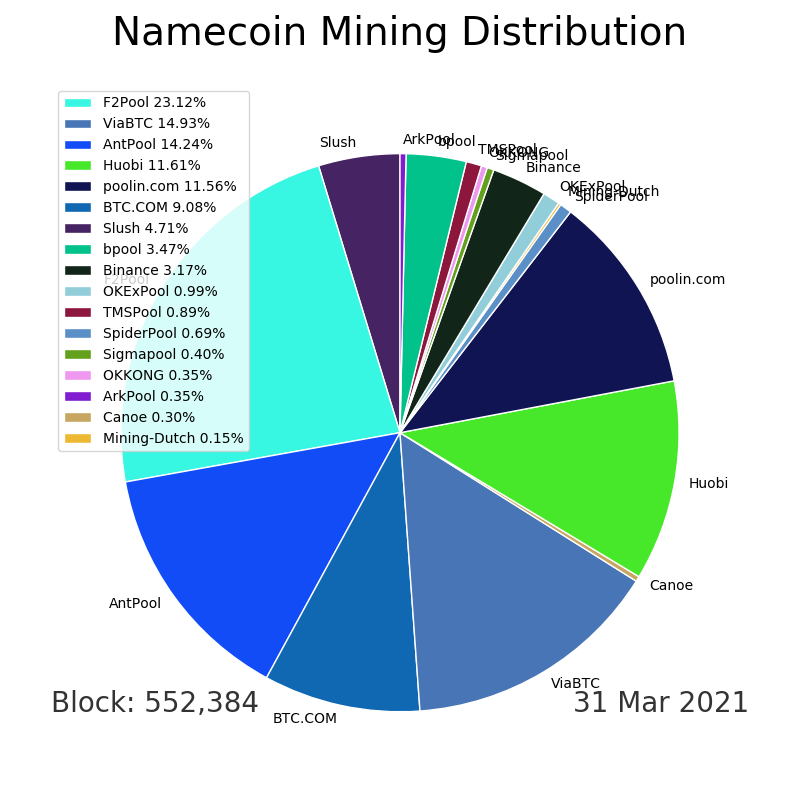 Namecoin Mining Distribution
F2Pool 23.12%
ViaBTC 14.93%
AntPool 14.24%
Huobi 11.61%
poolin.com 11.56%
BTC.COM 9.08%
Slush 4.71%
bpool 3.47%
Binance 3.17%
OKExPool 0.99%
TMSPool 0.89%
SpiderPool 0.69%
Sigmapool 0.40%
OKKONG 0.35%
ArkPool 0.35%
Canoe 0.30%
Mining-Dutch 0.15%
Slush
ArkPool
bpool
TMSPool
OKKONG
Sigmapool
Binance
OKExPool
Mining-Dutch
SpiderPool
F2Pool
poolin.com
Huobi
Canoe
AntPool
ViaBTC
BTC.COM
Block: 552,384
31 Mar 2021